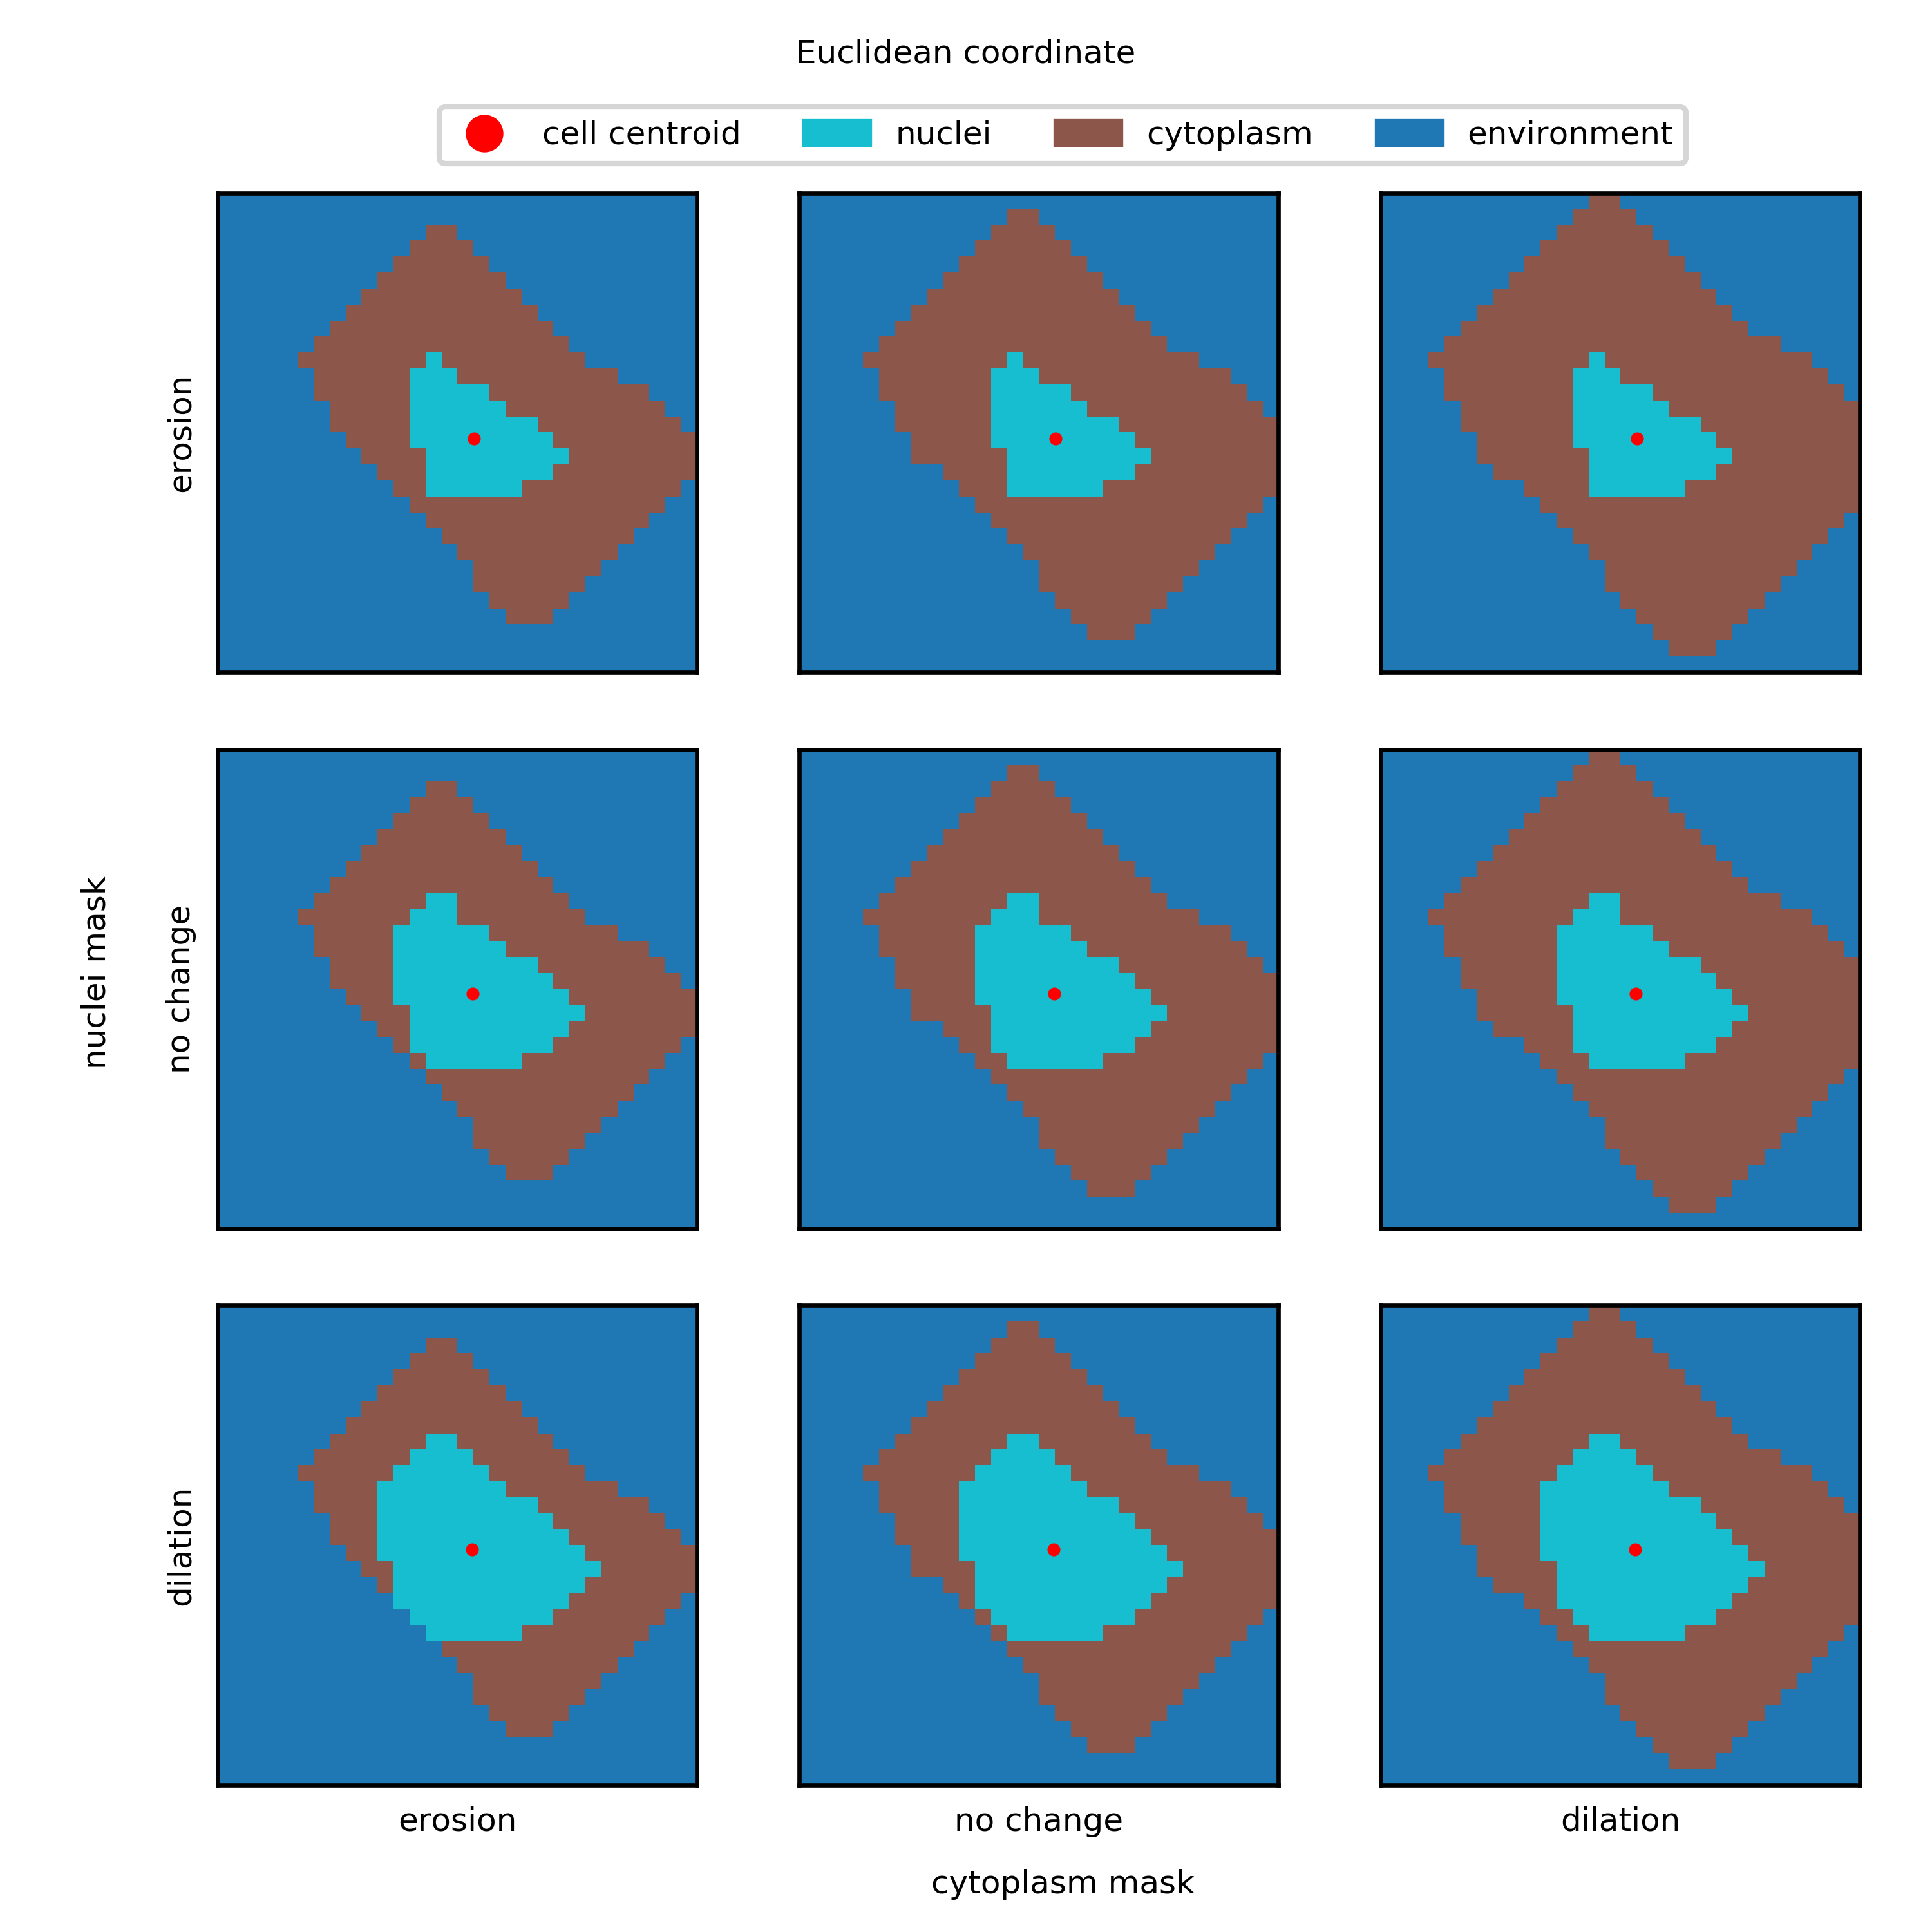 Euclidean coordinate
cell centroid nuclei cytoplasm environment
erosion
nuclei mask
no change
dilation
erosion no change dilation
cytoplasm mask